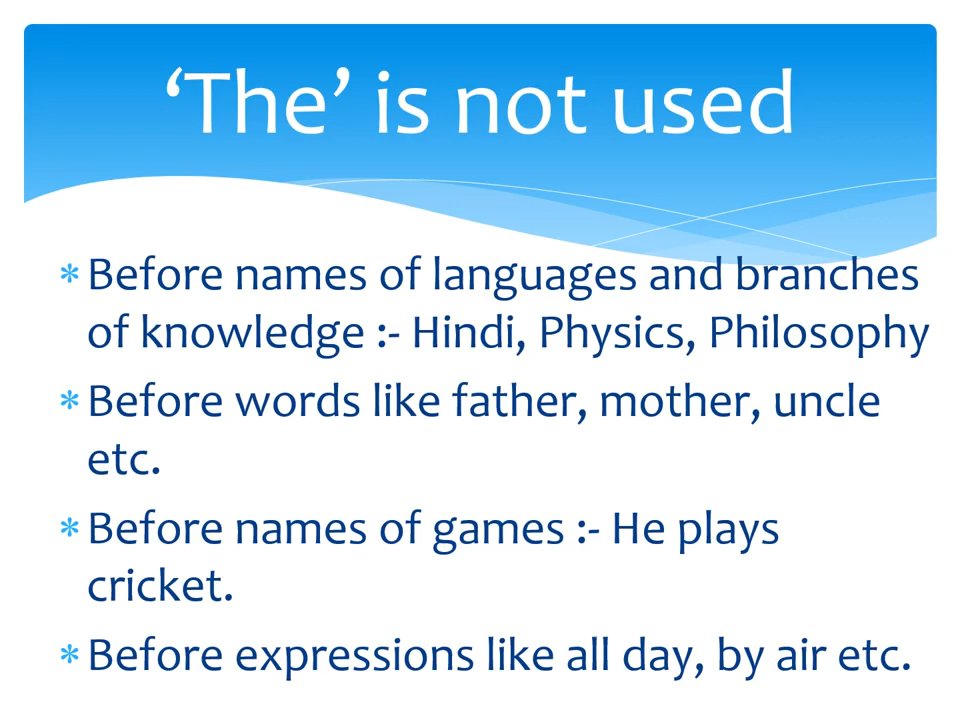 ‘The’ is not used
* Before names of languages and branches
of knowledge :- Hindi, Physics, Philosophy
* Before words like father, mother, uncle
etc.
* Before names of games :- He plays
cricket.
* Before expressions like all day, by air etc.